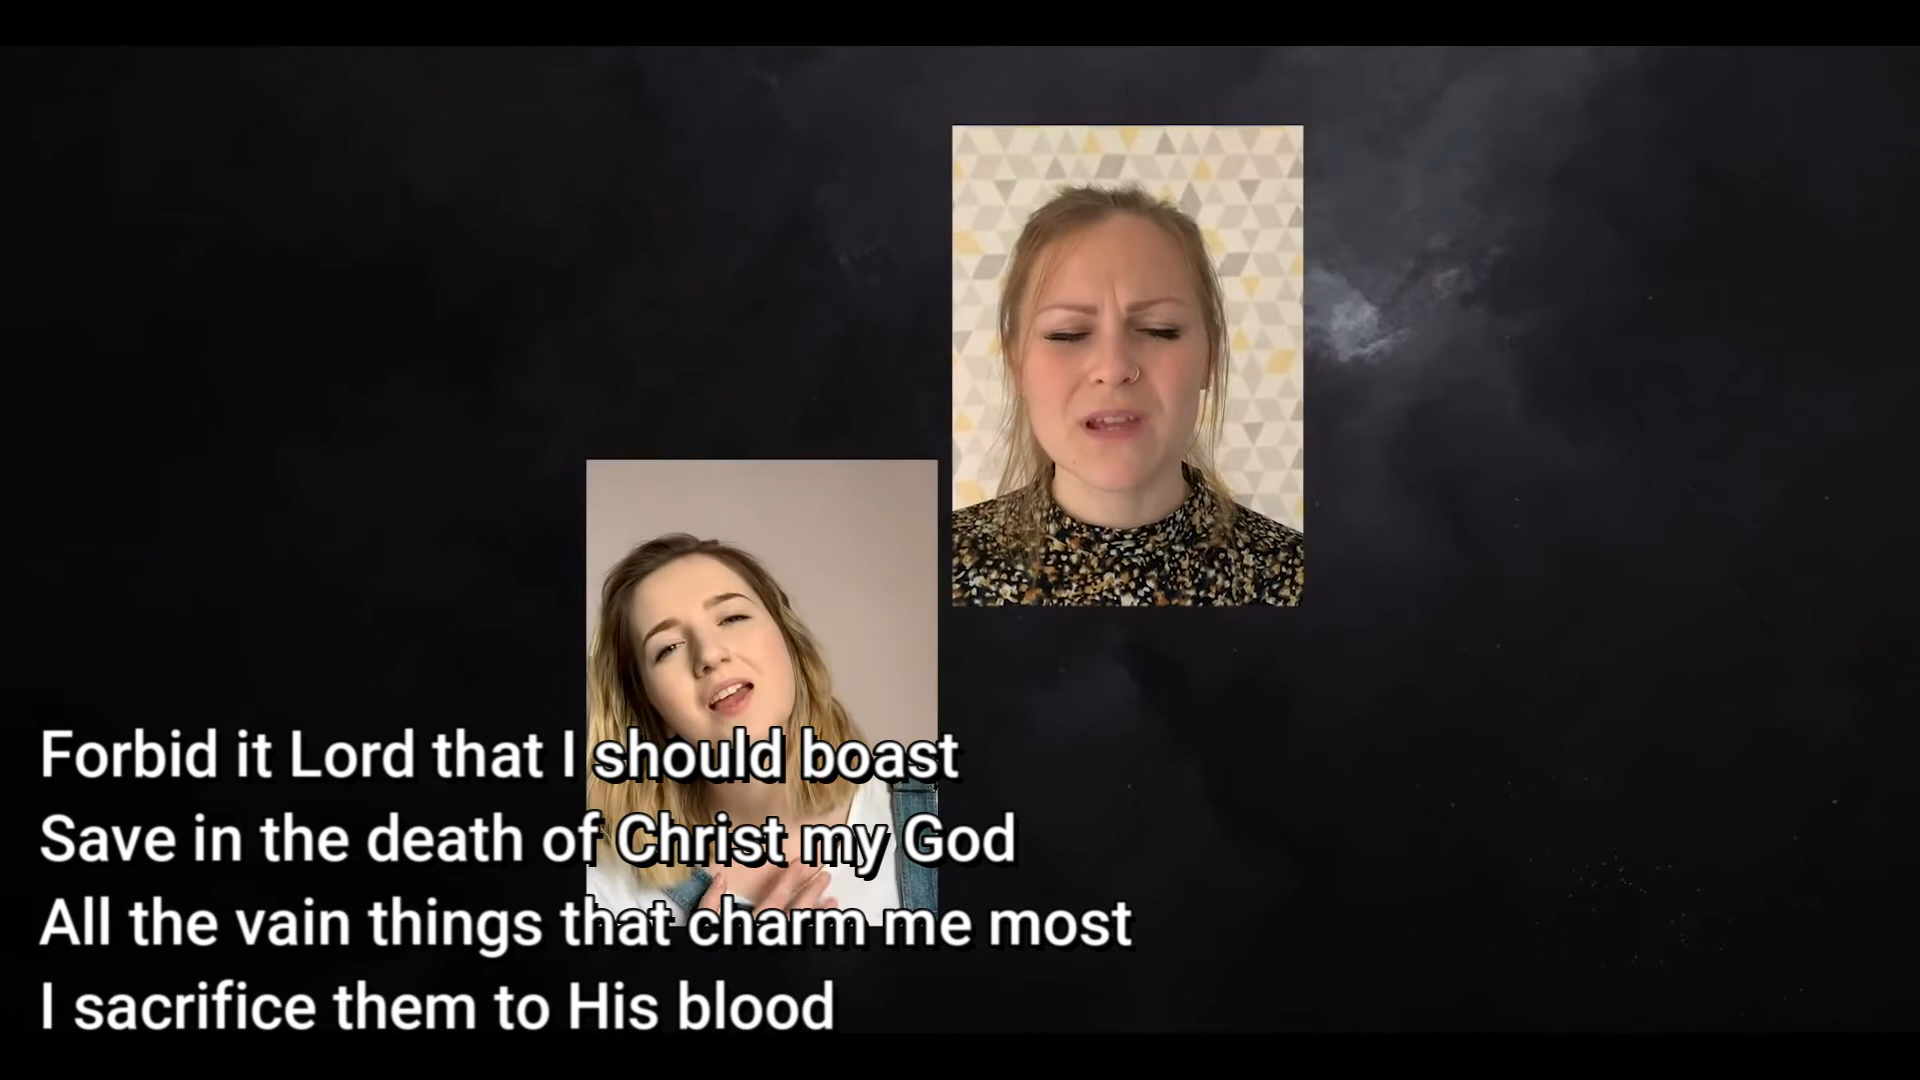 Forbid it Lord that I should boast
Save in the death of Christ my God
All the vain things that charm me most
I sacrifice them to His blood